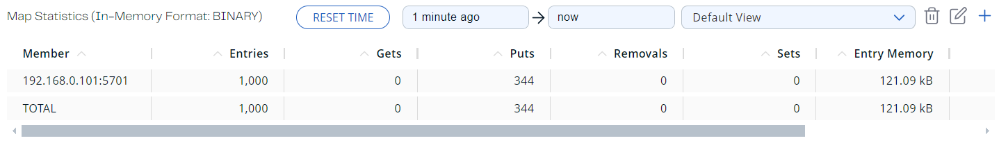 Map Statistics (In-Memory Format: BINARY) RESET TIME 1 minute ago now Default View
Member Entries Gets Puts Removals Sets Entry Memory
192.168.0.101:5701 1,000 0 344 0 0 121.09 kB
TOTAL 1,000 0 344 0 0 121.09 kB